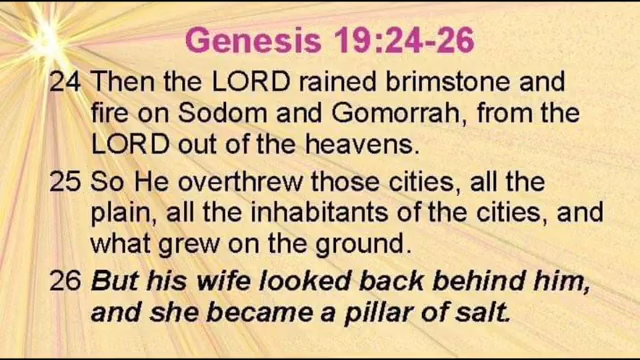 Genesis 19:24-26
24 Then the LORD rained brimstone and
fire on Sodom and Gomorrah, from the
LORD out of the heavens.
25 So He overthrew those cities, all the
plain, all the inhabitants of the cities, and
what grew on the ground.
26 But his wife looked back behind him,
and she became a pillar of salt.